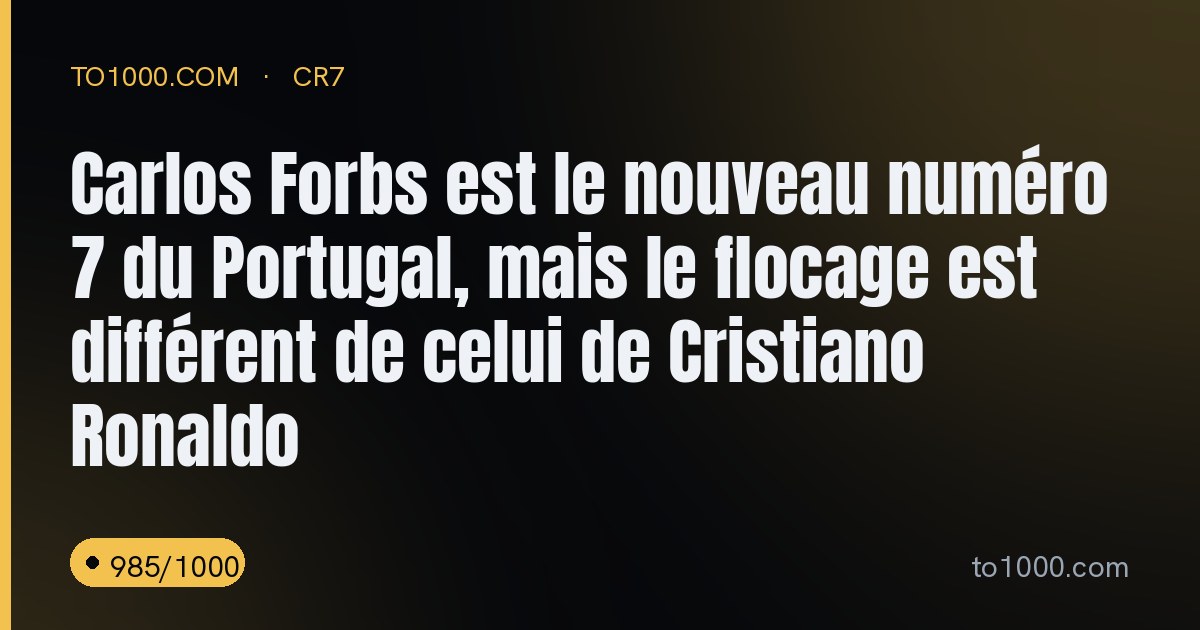 TO1000.COM · CR7
Carlos Forbs est le nouveau numéro
7 du Portugal, mais le flocage est
différent de celui de Cristiano
Ronaldo
985/1000
to1000.com